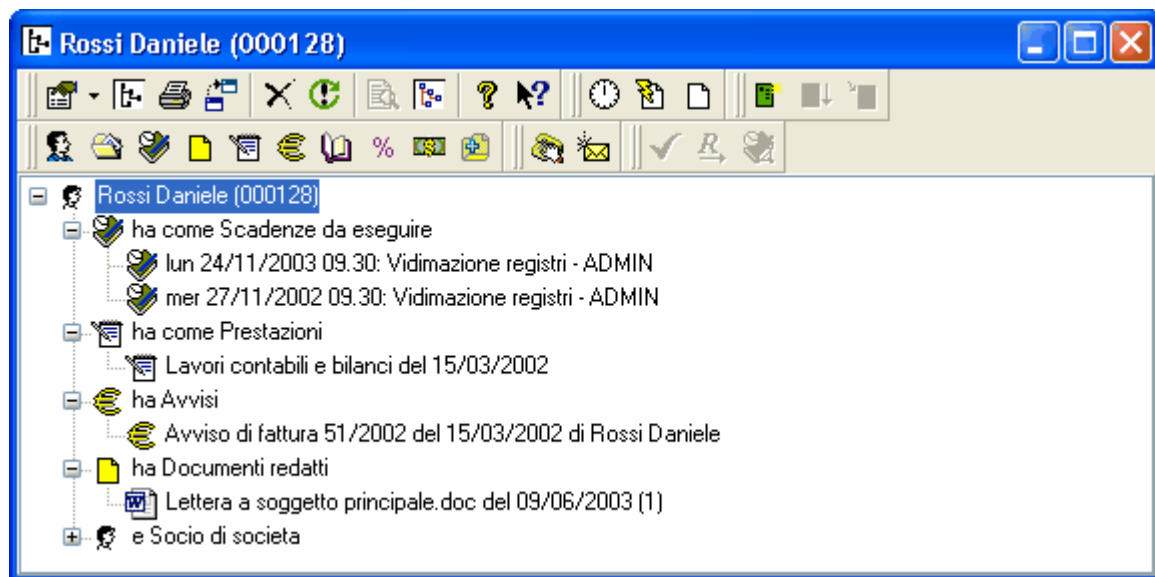 Rossi Daniele (000128)
Rossi Daniele (000128)
ha come Scadenze da eseguire
lun 24/11/2003 09.30: Vidimazione registri - ADMIN
mer 27/11/2002 09.30: Vidimazione registri - ADMIN
ha come Prestazioni
Lavori contabili e bilanci del 15/03/2002
ha Avvisi
Avviso di fattura 51/2002 del 15/03/2002 di Rossi Daniele
ha Documenti redatti
Lettera a soggetto principale.doc del 09/06/2003 (1)
e Socio di societa